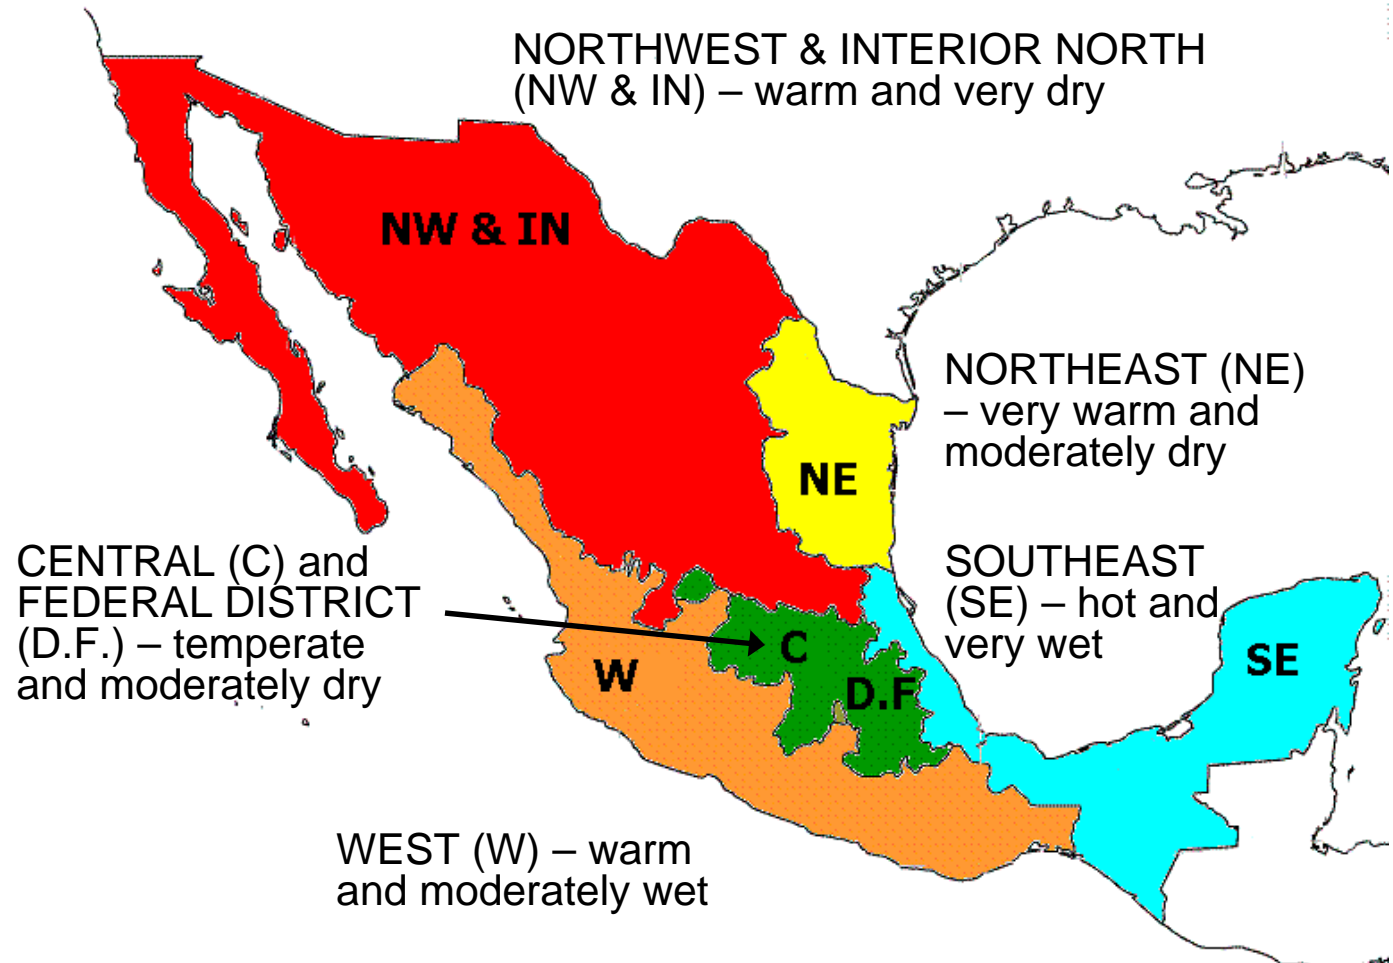 NORTHWEST & INTERIOR NORTH
(NW & IN) – warm and very dry
NW & IN
NORTHEAST (NE)
– very warm and
moderately dry
NE
CENTRAL (C) and
FEDERAL DISTRICT
(D.F.) – temperate
and moderately dry
SOUTHEAST
(SE) – hot and
very wet
C
W
D.F
SE
WEST (W) – warm
and moderately wet